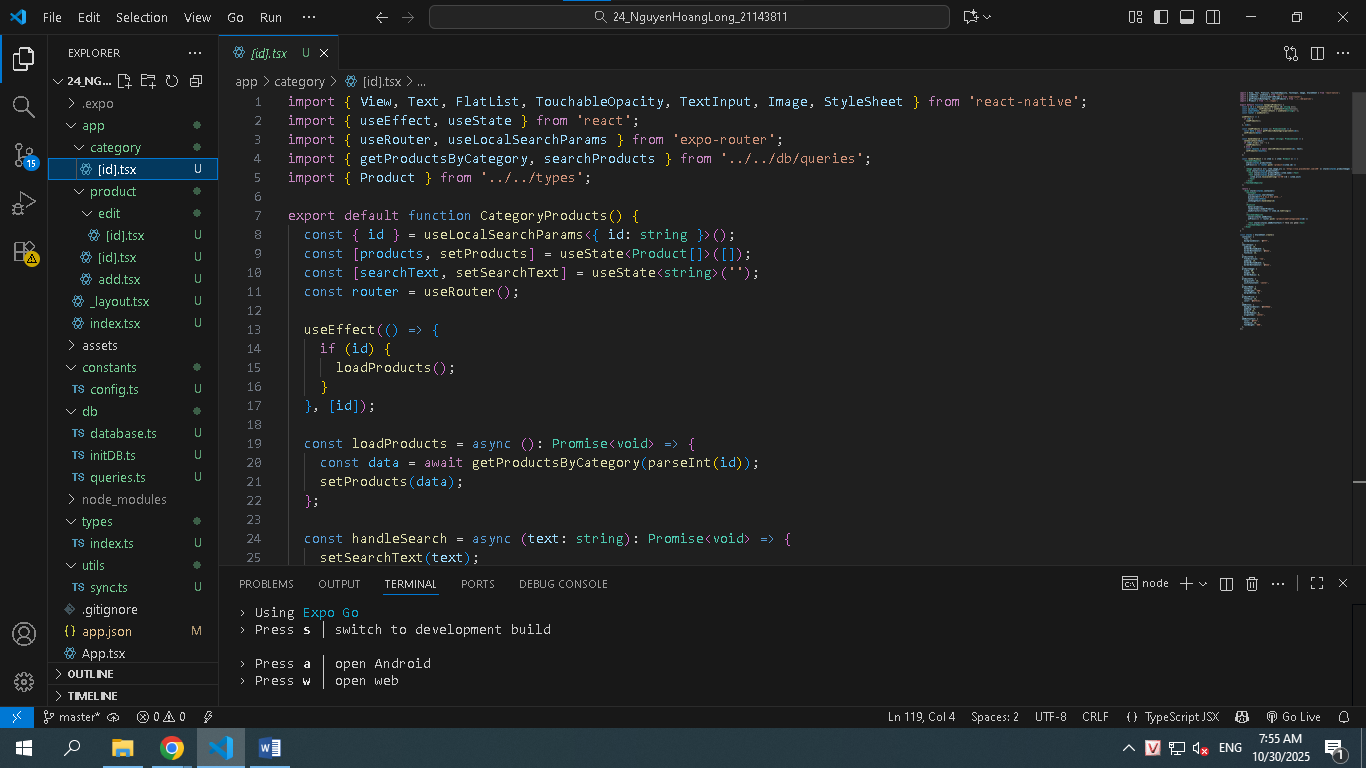 File Edit Selection View Go Run ···
24_NguyenHoangLong_21143811
EXPLORER
24_NG...
.expo
app
category
[id].tsx U
product
edit
[id].tsx U
[id].tsx U
add.tsx U
_layout.tsx U
index.tsx U
assets
constants
TS config.ts U
db
TS database.ts U
TS initDB.ts U
TS queries.ts U
node_modules
types
TS index.ts U
utils
TS sync.ts U
.gitignore
{} app.json M
App.tsx
OUTLINE
TIMELINE
15
[id].tsx U
app > category > [id].tsx > ...
1 import { View, Text, FlatList, TouchableOpacity, TextInput, Image, StyleSheet } from 'react-native';
2 import { useEffect, useState } from 'react';
3 import { useRouter, useLocalSearchParams } from 'expo-router';
4 import { getProductsByCategory, searchProducts } from '../../db/queries';
5 import { Product } from '../../types';
6
7 export default function CategoryProducts() {
8 const { id } = useLocalSearchParams<{ id: string }>();
9 const [products, setProducts] = useState<Product[]>([]);
10 const [searchText, setSearchText] = useState<string>('');
11 const router = useRouter();
12
13 useEffect(() => {
14 if (id) {
15 loadProducts();
16 }
17 }, [id]);
18
19 const loadProducts = async (): Promise<void> => {
20 const data = await getProductsByCategory(parseInt(id));
21 setProducts(data);
22 };
23
24 const handleSearch = async (text: string): Promise<void> => {
25 setSearchText(text);
PROBLEMS OUTPUT TERMINAL PORTS DEBUG CONSOLE
node
› Using Expo Go
› Press s │ switch to development build
› Press a │ open Android
› Press w │ open web
master* 0 0
Ln 119, Col 4 Spaces: 2 UTF-8 CRLF {} TypeScript JSX Go Live
ENG
7:55 AM
10/30/2025
1